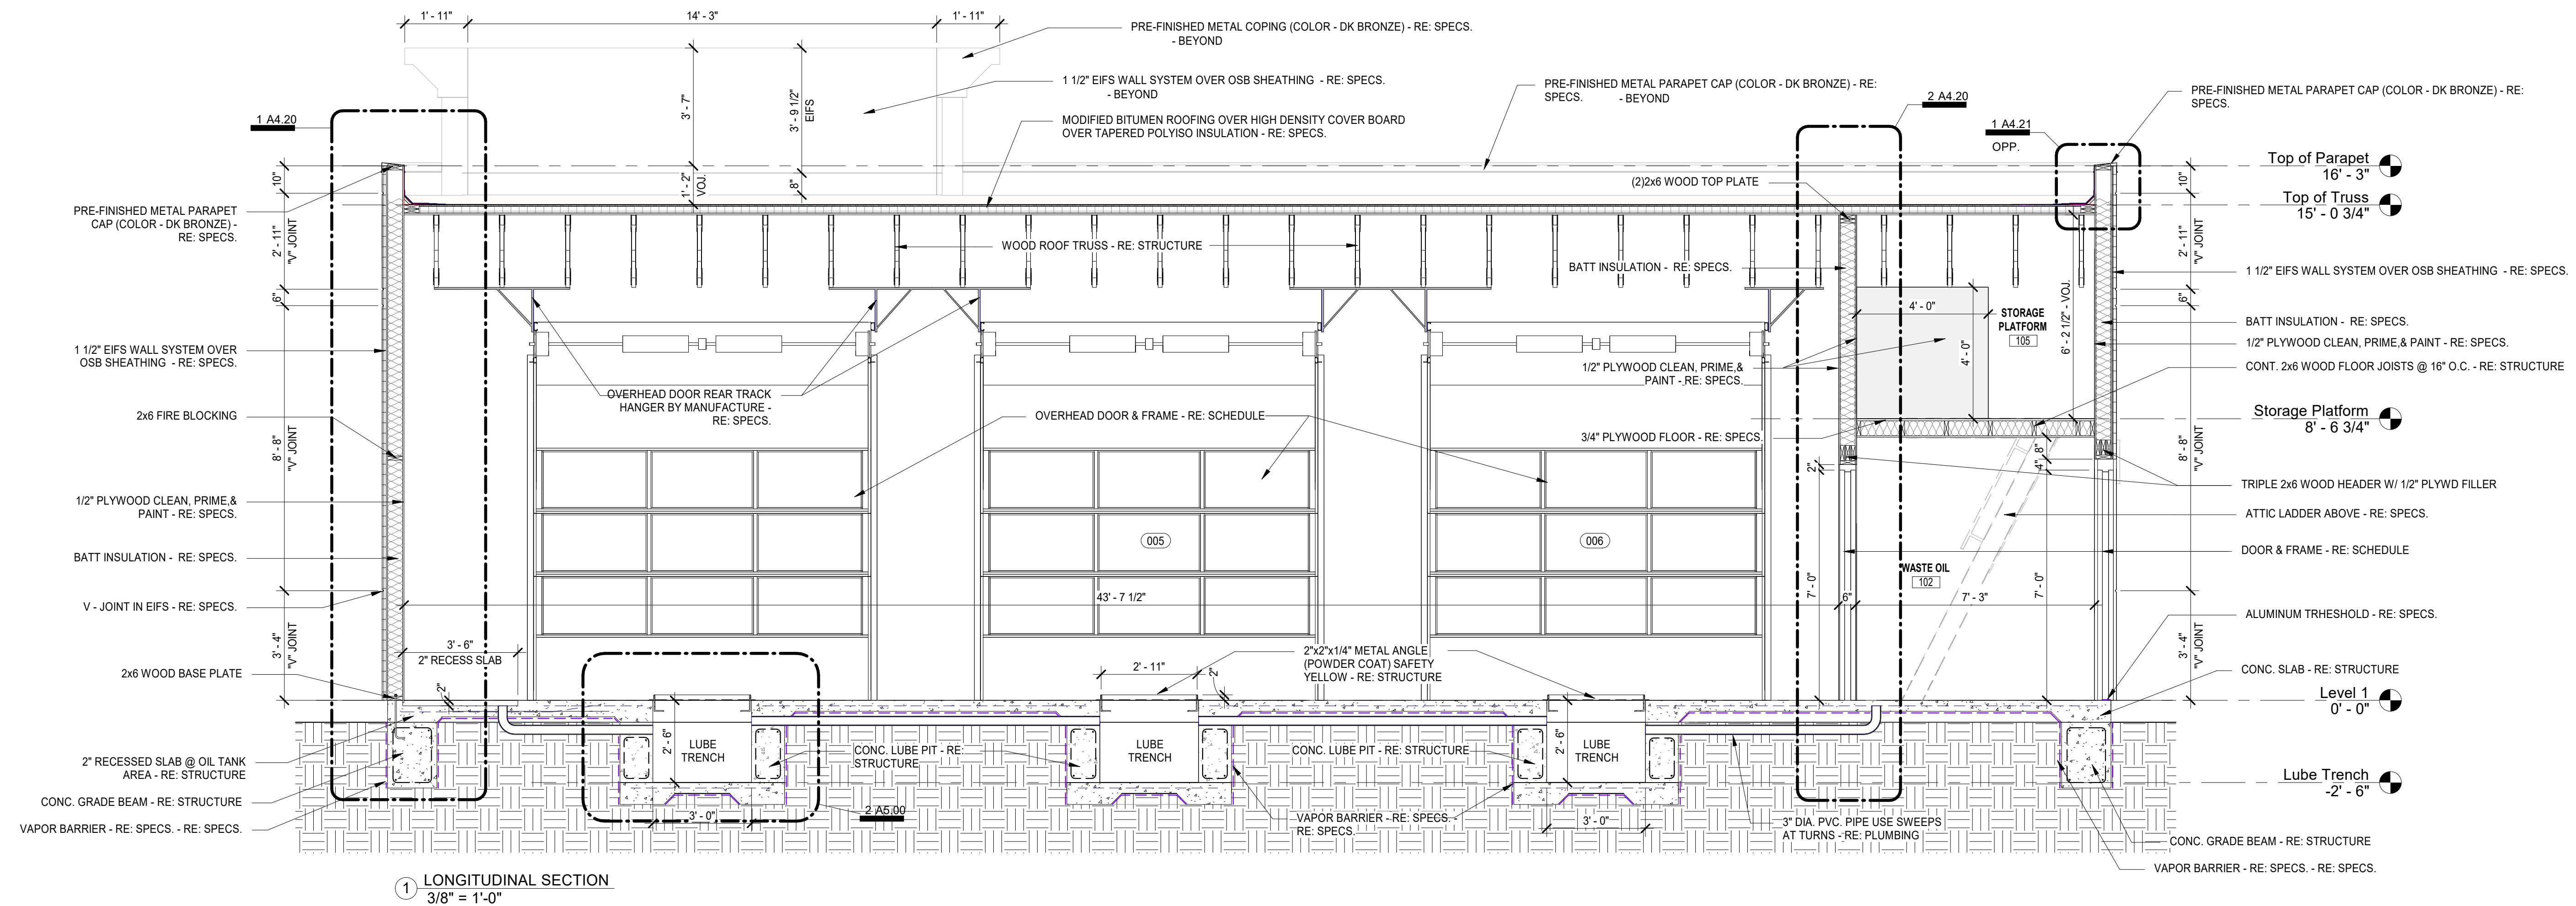 1' - 11"
14' - 3"
1' - 11"
PRE-FINISHED METAL COPING (COLOR - DK BRONZE) - RE: SPECS.
- BEYOND
3' - 7"
3' - 9 1/2"
EIFS
1 1/2" EIFS WALL SYSTEM OVER OSB SHEATHING - RE: SPECS.
- BEYOND
PRE-FINISHED METAL PARAPET CAP (COLOR - DK BRONZE) - RE:
SPECS. - BEYOND
2 A4.20
PRE-FINISHED METAL PARAPET CAP (COLOR - DK BRONZE) - RE:
SPECS.
1 A4.20
MODIFIED BITUMEN ROOFING OVER HIGH DENSITY COVER BOARD
OVER TAPERED POLYISO INSULATION - RE: SPECS.
1 A4.21
OPP.
Top of Parapet
16' - 3"
10"
1' - 2"
VOJ.
8"
(2)2x6 WOOD TOP PLATE
10"
Top of Truss
15' - 0 3/4"
PRE-FINISHED METAL PARAPET
CAP (COLOR - DK BRONZE) -
RE: SPECS.
2' - 11"
"V" JOINT
WOOD ROOF TRUSS - RE: STRUCTURE
BATT INSULATION - RE: SPECS.
2' - 11"
"V" JOINT
1 1/2" EIFS WALL SYSTEM OVER OSB SHEATHING - RE: SPECS.
6"
6"
4' - 0"
STORAGE
PLATFORM
105
6' - 2 1/2" - VOJ.
4' - 0"
BATT INSULATION - RE: SPECS.
1/2" PLYWOOD CLEAN, PRIME,& PAINT - RE: SPECS.
1 1/2" EIFS WALL SYSTEM OVER
OSB SHEATHING - RE: SPECS.
1/2" PLYWOOD CLEAN, PRIME,&
PAINT - RE: SPECS.
CONT. 2x6 WOOD FLOOR JOISTS @ 16" O.C. - RE: STRUCTURE
OVERHEAD DOOR REAR TRACK
HANGER BY MANUFACTURE -
RE: SPECS.
2x6 FIRE BLOCKING
OVERHEAD DOOR & FRAME - RE: SCHEDULE
Storage Platform
8' - 6 3/4"
3/4" PLYWOOD FLOOR - RE: SPECS.
8' - 8"
"V" JOINT
2"
8"
4"
8' - 8"
"V" JOINT
TRIPLE 2x6 WOOD HEADER W/ 1/2" PLYWD FILLER
1/2" PLYWOOD CLEAN, PRIME,&
PAINT - RE: SPECS.
ATTIC LADDER ABOVE - RE: SPECS.
005
006
BATT INSULATION - RE: SPECS.
DOOR & FRAME - RE: SCHEDULE
WASTE OIL
102
7' - 0"
7' - 0"
V - JOINT IN EIFS - RE: SPECS.
43' - 7 1/2"
6"
7' - 3"
ALUMINUM TRHESHOLD - RE: SPECS.
3' - 4"
"V" JOINT
3' - 6"
2" RECESS SLAB
2' - 11"
2"x2"x1/4" METAL ANGLE
(POWDER COAT) SAFETY
YELLOW - RE: STRUCTURE
3' - 4"
"V" JOINT
2x6 WOOD BASE PLATE
2"
2"
CONC. SLAB - RE: STRUCTURE
Level 1
0' - 0"
2' - 6"
LUBE
TRENCH
CONC. LUBE PIT - RE:
STRUCTURE
LUBE
TRENCH
CONC. LUBE PIT - RE: STRUCTURE
2' - 6"
LUBE
TRENCH
2" RECESSED SLAB @ OIL TANK
AREA - RE: STRUCTURE
Lube Trench
-2' - 6"
CONC. GRADE BEAM - RE: STRUCTURE
3' - 0"
2 A5.00
VAPOR BARRIER - RE: SPECS. -
RE: SPECS.
3' - 0"
3" DIA. PVC. PIPE USE SWEEPS
AT TURNS - RE: PLUMBING
VAPOR BARRIER - RE: SPECS. - RE: SPECS.
CONC. GRADE BEAM - RE: STRUCTURE
VAPOR BARRIER - RE: SPECS. - RE: SPECS.
1 LONGITUDINAL SECTION
3/8" = 1'-0"